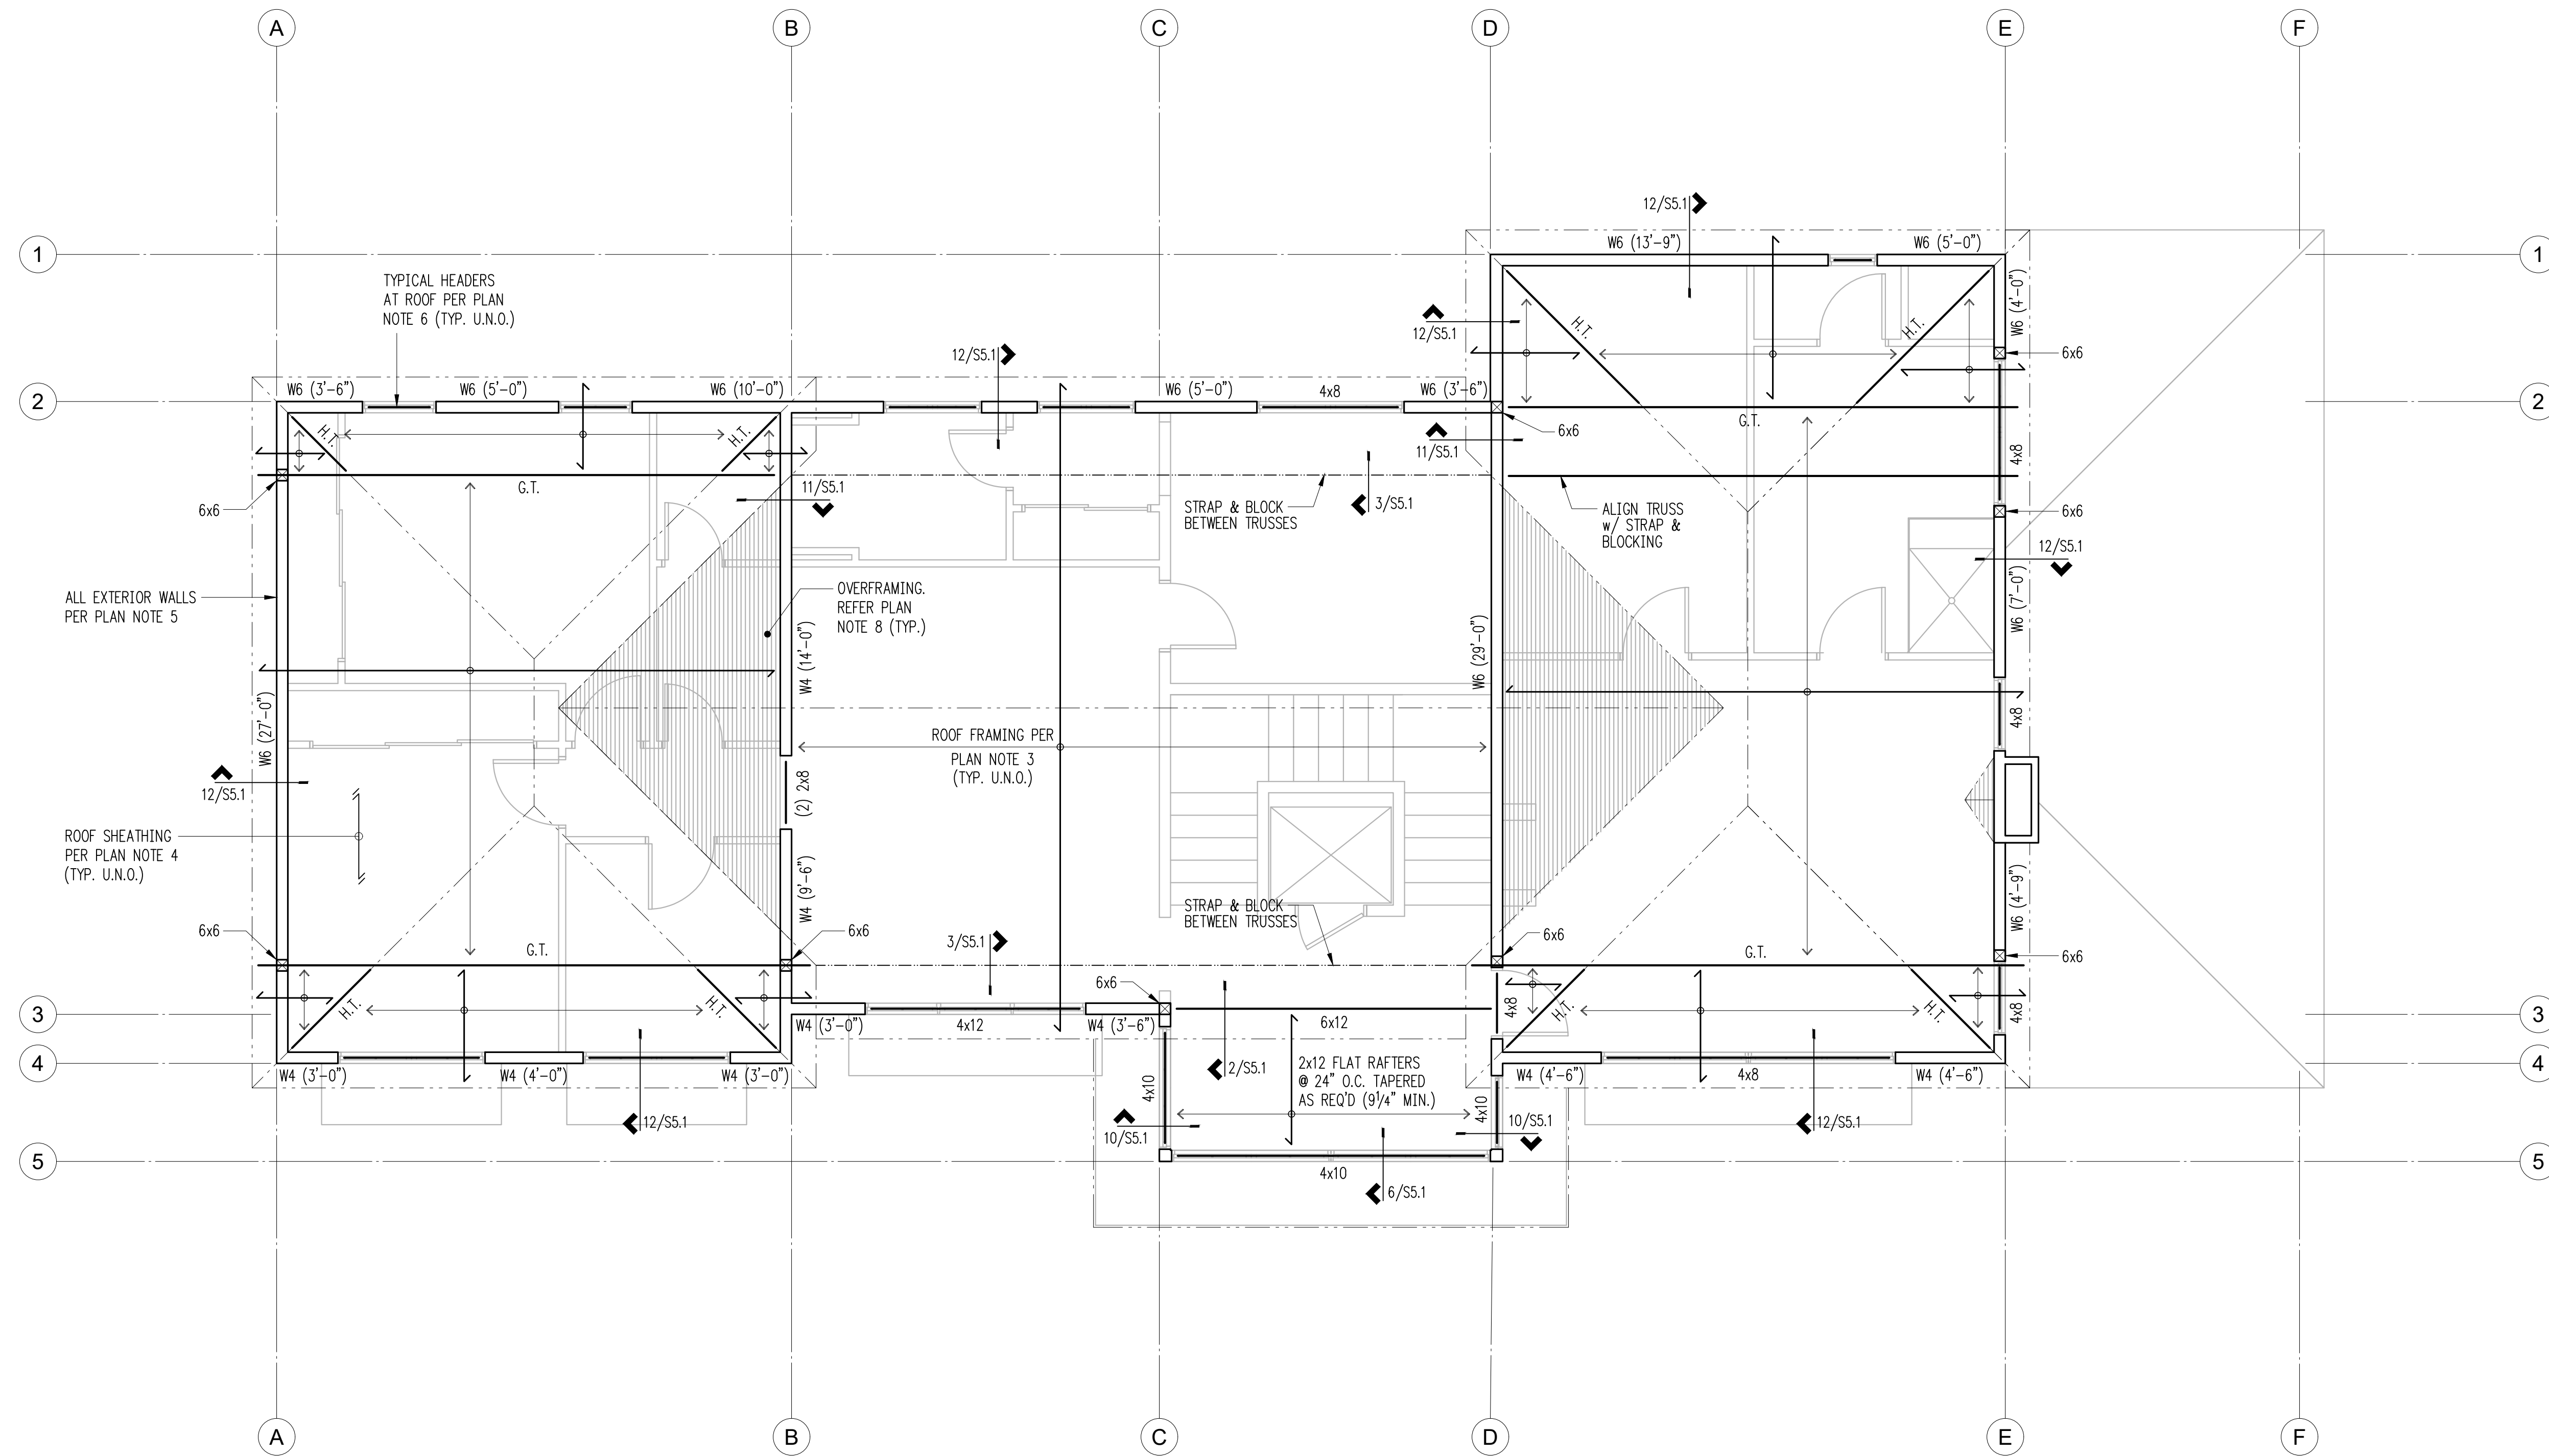 A
B
C
D
E
F
12/S5.1
1
W6 (13'-9")
W6 (5'-0")
1
TYPICAL HEADERS
AT ROOF PER PLAN
NOTE 6 (TYP. U.N.O.)
W6 (4'-0")
H.T.
H.T.
12/S5.1
12/S5.1
6x6
2
W6 (3'-6")
W6 (5'-0")
W6 (10'-0")
W6 (5'-0")
4x8
W6 (3'-6")
2
G.T.
H.T.
H.T.
6x6
11/S5.1
4x8
G.T.
11/S5.1
6x6
STRAP & BLOCK
BETWEEN TRUSSES
3/S5.1
ALIGN TRUSS
w/ STRAP &
BLOCKING
6x6
12/S5.1
ALL EXTERIOR WALLS
PER PLAN NOTE 5
OVERFRAMING.
REFER PLAN
NOTE 8 (TYP.)
W4 (14'-0")
W6 (29'-0")
W6 (7'-0")
W6 (27'-0")
ROOF FRAMING PER
PLAN NOTE 3
(TYP. U.N.O.)
4x8
12/S5.1
(2) 2x8
ROOF SHEATHING
PER PLAN NOTE 4
(TYP. U.N.O.)
W4 (9'-6")
STRAP & BLOCK
BETWEEN TRUSSES
W6 (4'-9")
6x6
6x6
3/S5.1
6x6
G.T.
G.T.
6x6
6x6
H.T.
H.T.
4x8
H.T.
H.T.
4x8
3
W4 (3'-0")
4x12
W4 (3'-6")
6x12
3
4
W4 (3'-0")
W4 (4'-0")
W4 (3'-0")
4x10
2/S5.1
2x12 FLAT RAFTERS
@ 24" O.C. TAPERED
AS REQ'D (9¼" MIN.)
4x10
W4 (4'-6")
4x8
W4 (4'-6")
4
12/S5.1
10/S5.1
10/S5.1
12/S5.1
5
4x10
5
6/S5.1
A
B
C
D
E
F